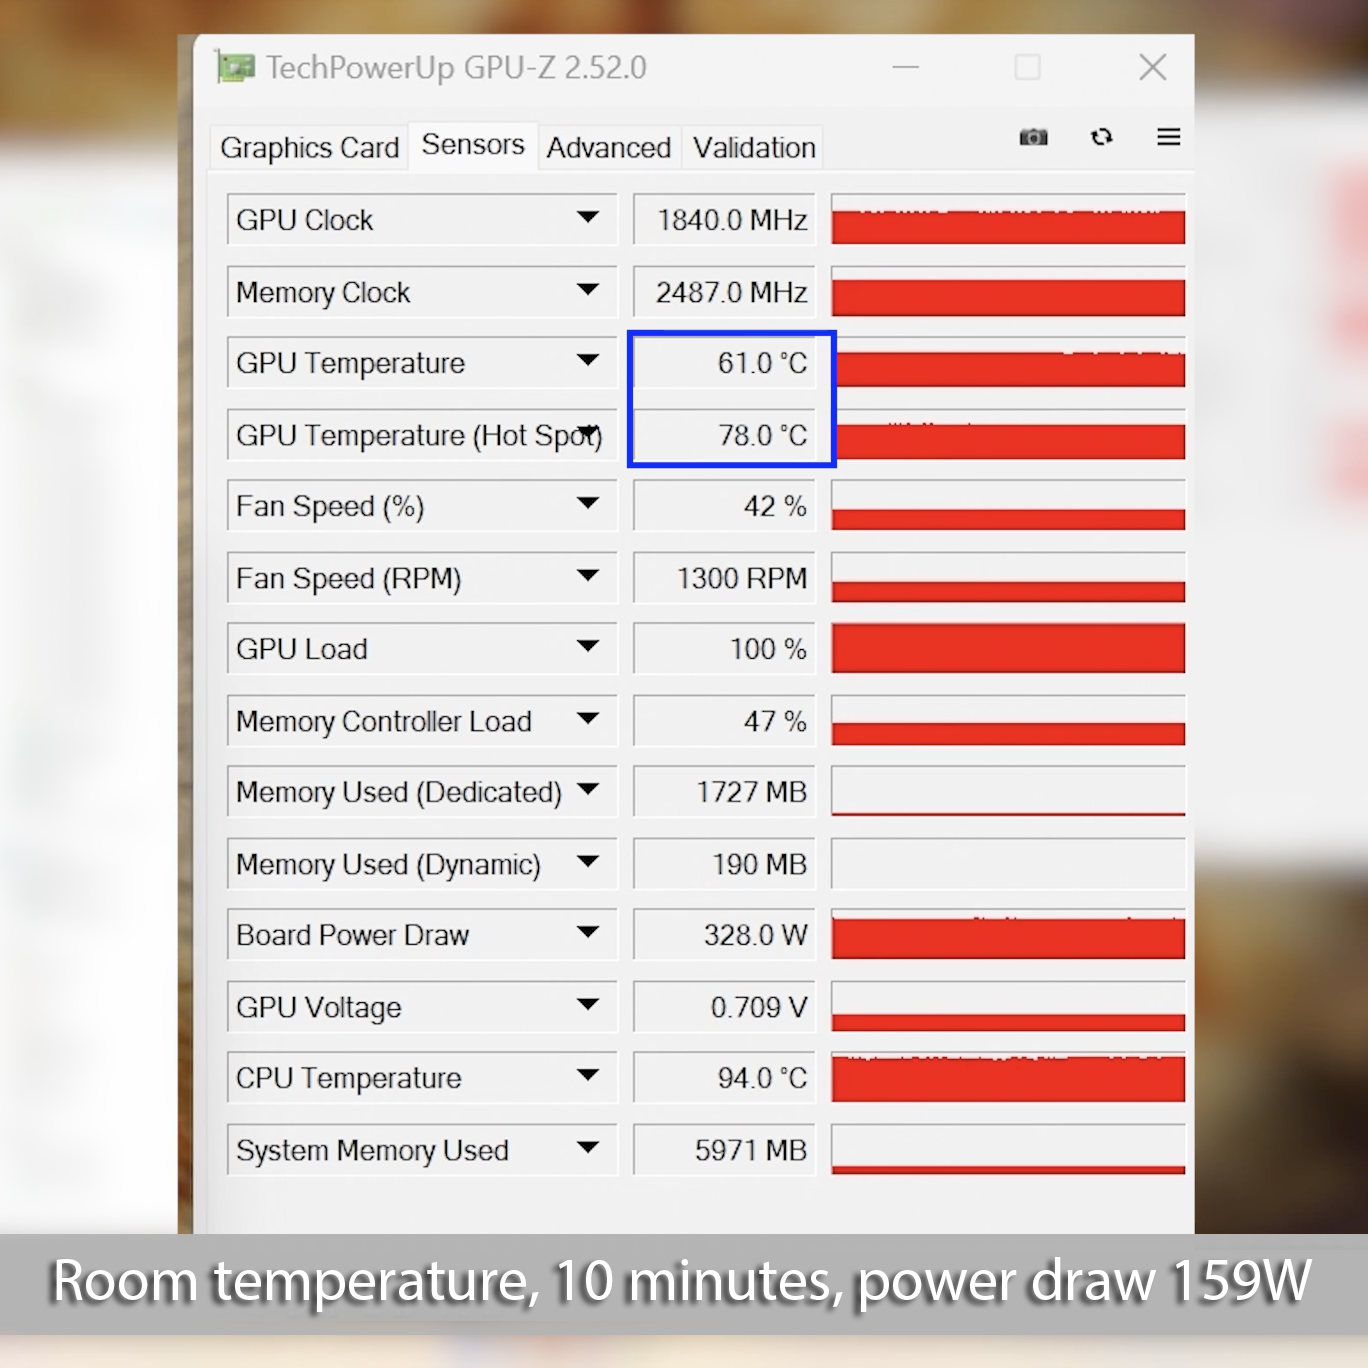 TechPowerUp GPU-Z 2.52.0
Graphics Card Sensors Advanced Validation
GPU Clock 1840.0 MHz
Memory Clock 2487.0 MHz
GPU Temperature 61.0 °C
GPU Temperature (Hot Spot) 78.0 °C
Fan Speed (%) 42 %
Fan Speed (RPM) 1300 RPM
GPU Load 100 %
Memory Controller Load 47 %
Memory Used (Dedicated) 1727 MB
Memory Used (Dynamic) 190 MB
Board Power Draw 328.0 W
GPU Voltage 0.709 V
CPU Temperature 94.0 °C
System Memory Used 5971 MB
Room temperature, 10 minutes, power draw 159W